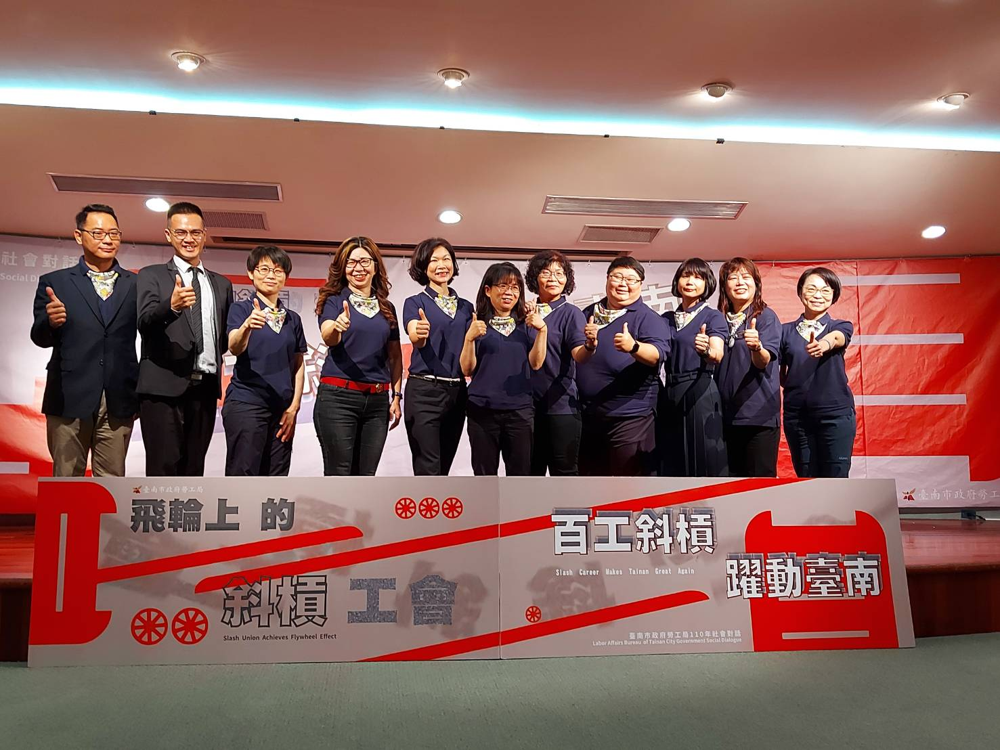 社會對話
Social Di
南
臺南市政府勞工
臺南市政府勞工局
飛輪上 的
斜槓 工會
Slash Union Achieves Flywheel Effect
百工斜槓
Slash Career Makes Tainan Great Again
躍動臺南
臺南市政府勞工局110年社會對話
Labor Affairs Bureau of Tainan City Government Social Dialogue